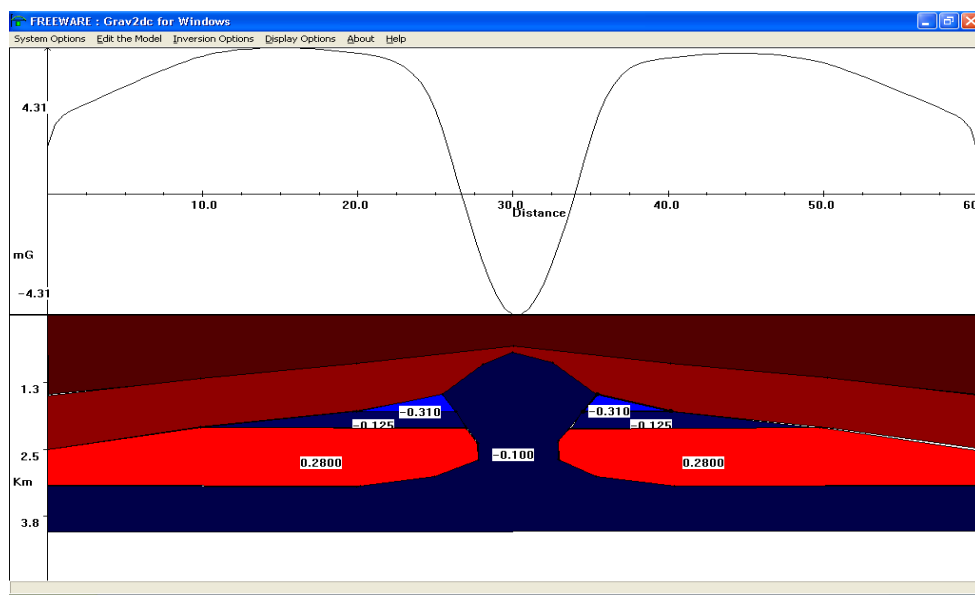 FREEWARE : Grav2dc for Windows
System Options Edit the Model Inversion Options Display Options About Help
4.31
10.0 20.0 30.0 40.0 50.0 60
Distance
mG
-4.31
1.3
-0.310 -0.310
-0.125 -0.125
2.5 -0.100
0.2800 0.2800
Km
3.8